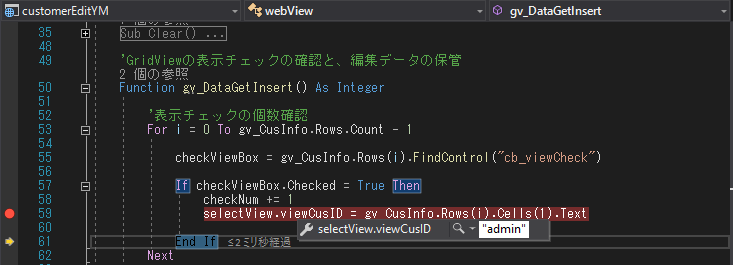 customerEditYM webView gv_DataGetInsert
35 Sub Clear() ...
48
49 'GridViewの表示チェックの確認と、編集データの保管
2 個の参照
50 Function gv_DataGetInsert() As Integer
51
52 '表示チェックの個数確認
53 For i = 0 To gv_CusInfo.Rows.Count - 1
54
55 checkViewBox = gv_CusInfo.Rows(i).FindControl("cb_viewCheck")
56
57 If checkViewBox.Checked = True Then
58 checkNum += 1
59 selectView.viewCusID = gv_CusInfo.Rows(i).Cells(1).Text
60 selectView.viewCusID "admin"
61 End If ≤2ミリ秒経過
62 Next